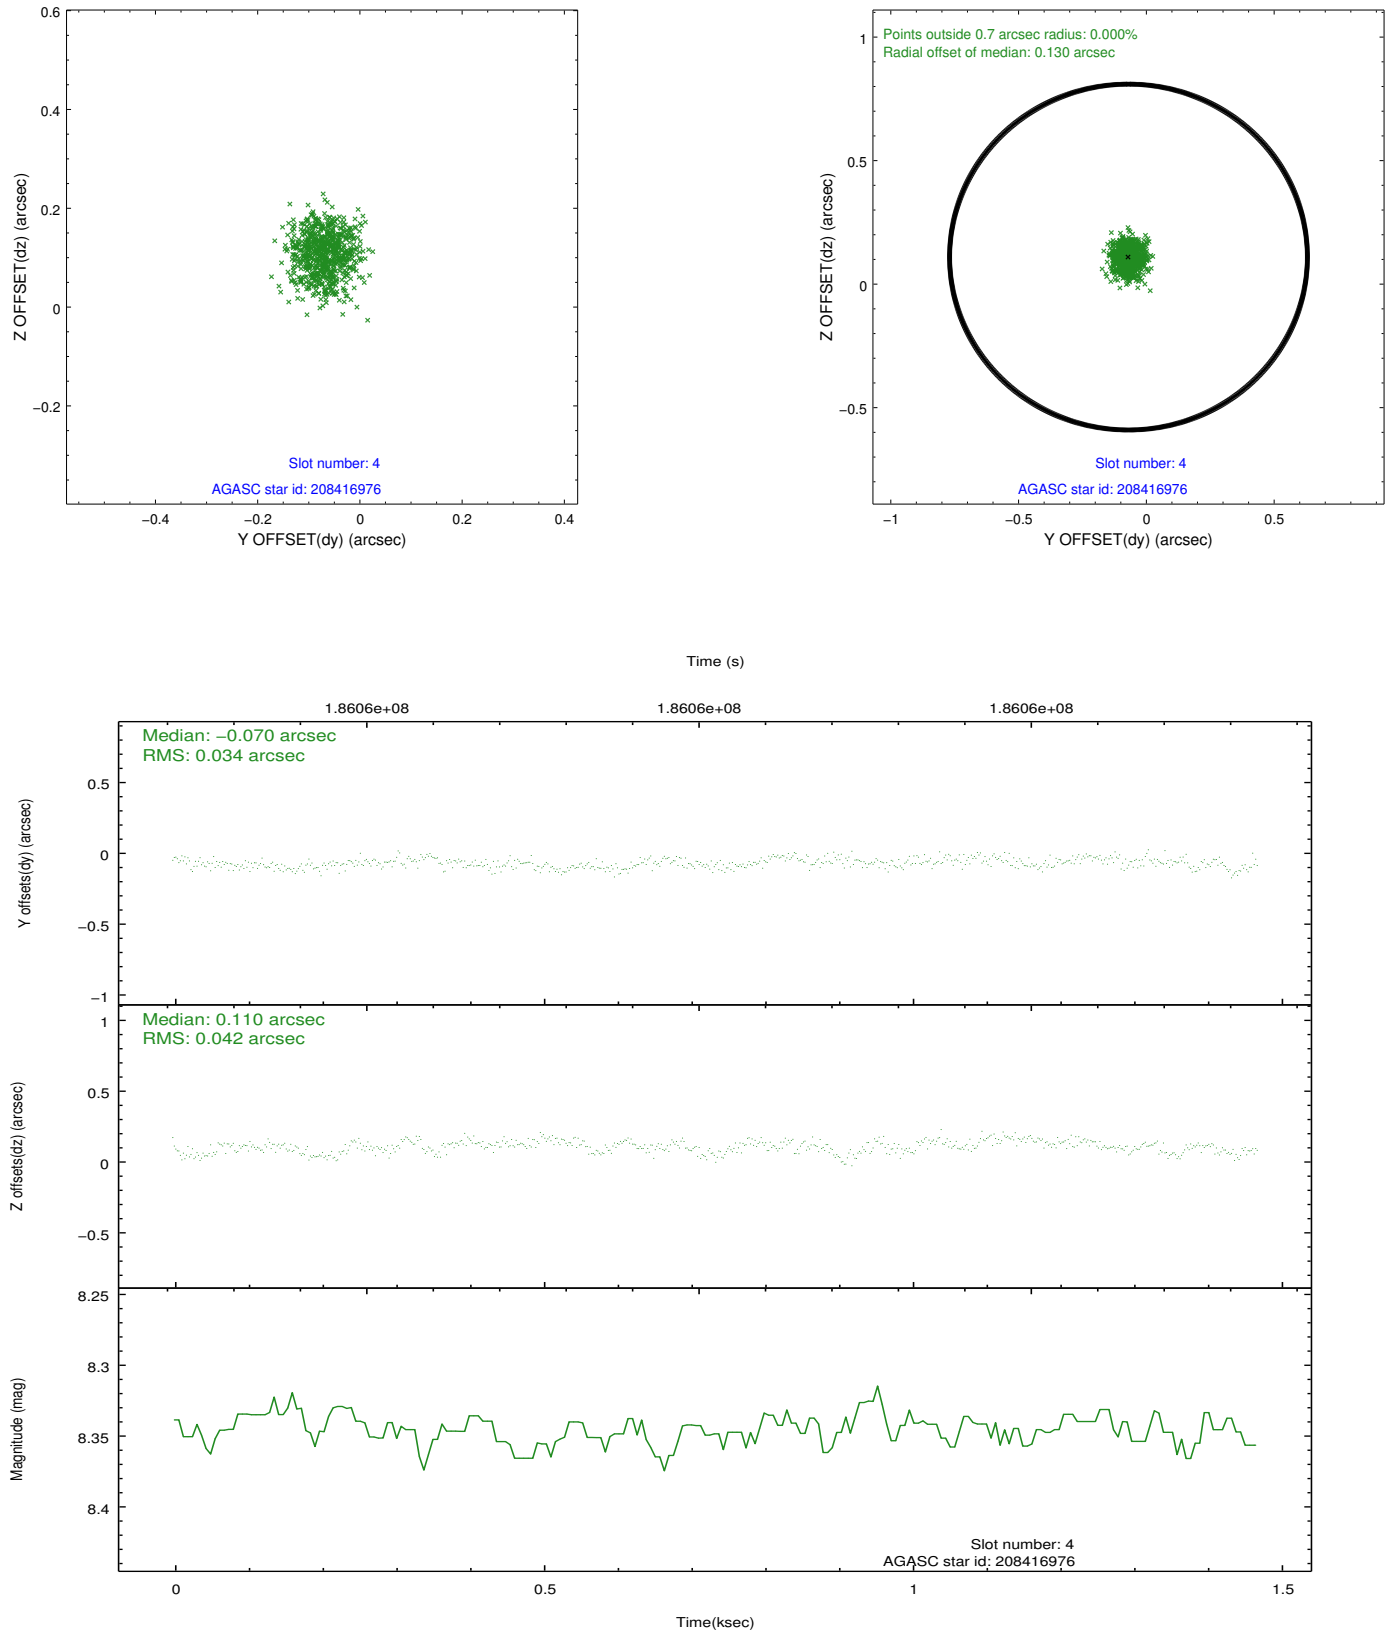 0.6
0.4
0.2
0
−0.2
Z OFFSET(dz) (arcsec)
Slot number: 4
AGASC star id: 208416976
−0.4
−0.2
0
0.2
0.4
Y OFFSET(dy) (arcsec)
Points outside 0.7 arcsec radius: 0.000%
Radial offset of median: 0.130 arcsec
1
0.5
0
−0.5
Z OFFSET(dz) (arcsec)
Slot number: 4
AGASC star id: 208416976
−1
−0.5
0
0.5
Y OFFSET(dy) (arcsec)
Time (s)
1.8606e+08
1.8606e+08
1.8606e+08
Median: −0.070 arcsec
RMS: 0.034 arcsec
0.5
0
−0.5
−1
Y offsets(dy) (arcsec)
Median: 0.110 arcsec
RMS: 0.042 arcsec
1
0.5
0
−0.5
Z offsets(dz) (arcsec)
8.25
8.3
8.35
8.4
Magnitude (mag)
Slot number: 4
AGASC star id: 208416976
0
0.5
1
1.5
Time(ksec)